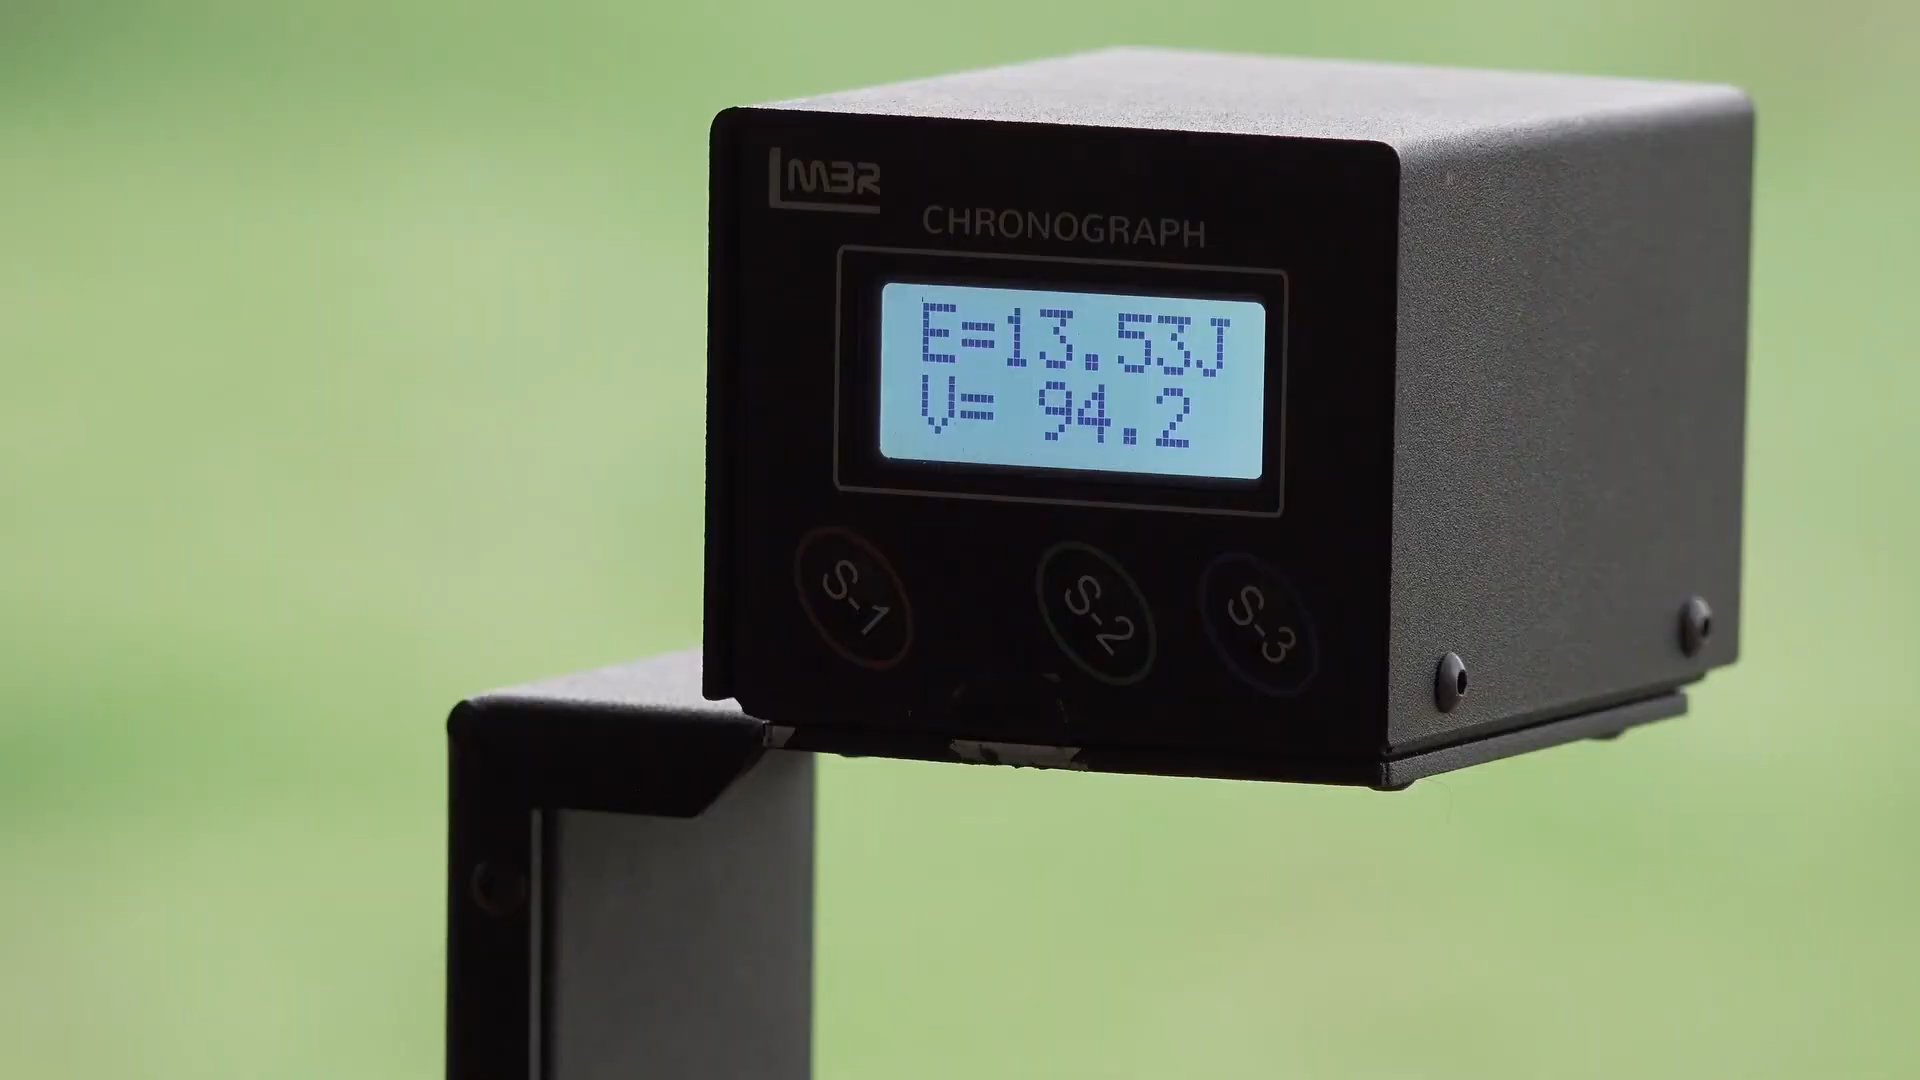 LMBR
CHRONOGRAPH
E=13.53J
V= 94.2
S-1
S-2
S-3